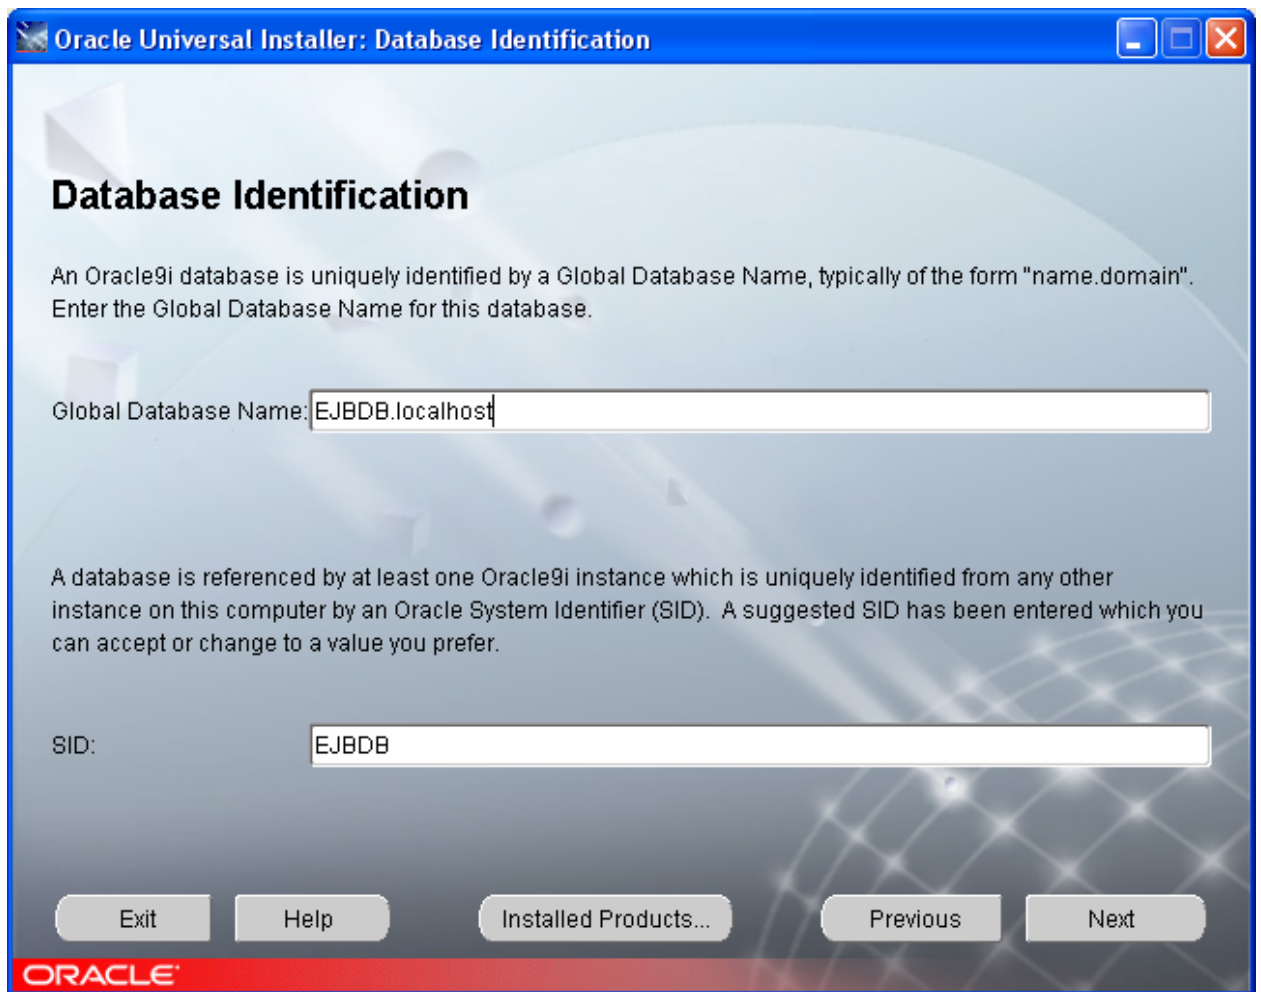 Oracle Universal Installer: Database Identification
Database Identification
An Oracle9i database is uniquely identified by a Global Database Name, typically of the form "name.domain".
Enter the Global Database Name for this database.
Global Database Name: EJBDB.localhost
A database is referenced by at least one Oracle9i instance which is uniquely identified from any other
instance on this computer by an Oracle System Identifier (SID).  A suggested SID has been entered which you
can accept or change to a value you prefer.
SID: EJBDB
Exit Help Installed Products... Previous Next
ORACLE